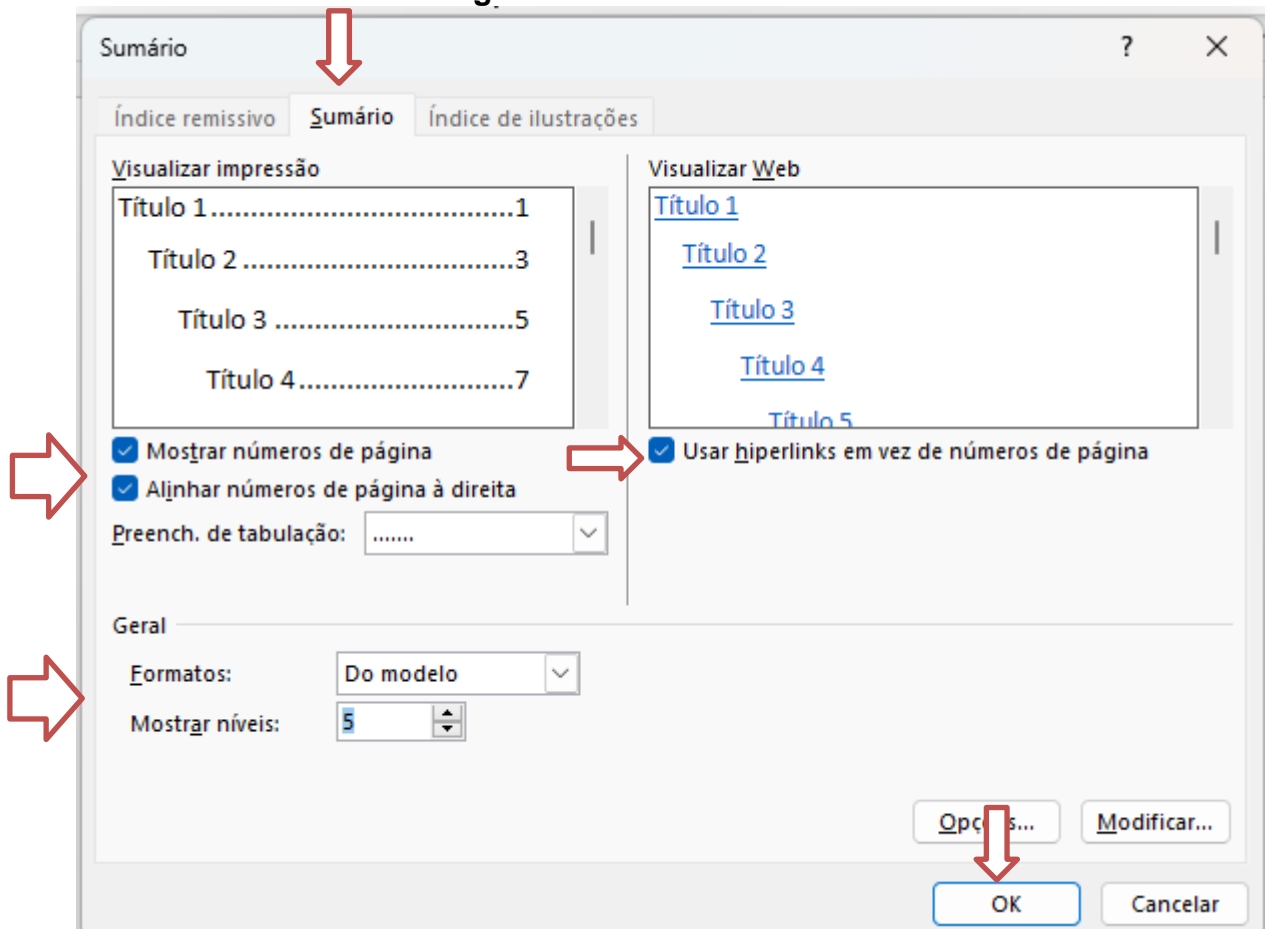 Sumário ? ×
Índice remissivo Sumário Índice de ilustrações
Visualizar impressão
Título 1......................................1
Título 2..................................3
Título 3..............................5
Título 4...........................7
Mostrar números de página
Alinhar números de página à direita
Preench. de tabulação: .......
Visualizar Web
Título 1
Título 2
Título 3
Título 4
Título 5
Usar hiperlinks em vez de números de página
Geral
Formatos: Do modelo
Mostrar níveis: 5
Modificar...
OK Cancelar